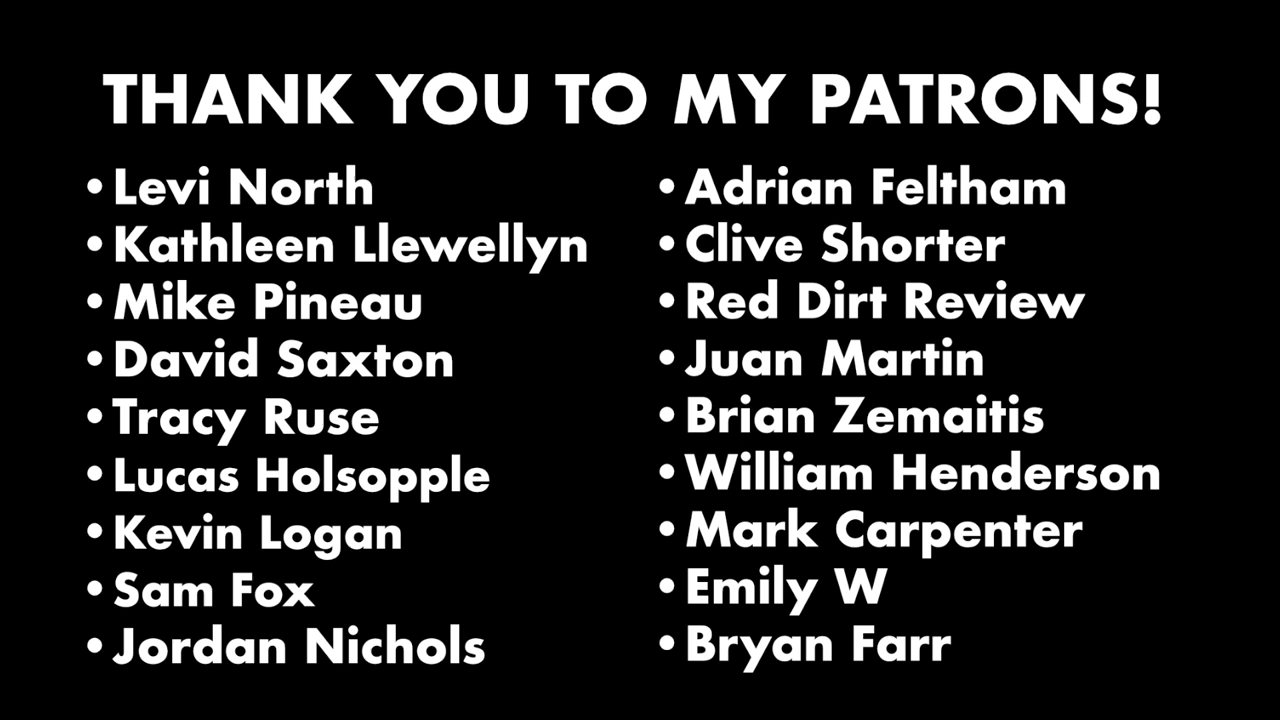 THANK YOU TO MY PATRONS!
• Levi North
• Kathleen Llewellyn
• Mike Pineau
• David Saxton
• Tracy Ruse
• Lucas Holsopple
• Kevin Logan
• Sam Fox
• Jordan Nichols
• Adrian Feltham
• Clive Shorter
• Red Dirt Review
• Juan Martin
• Brian Zemaitis
• William Henderson
• Mark Carpenter
• Emily W
• Bryan Farr